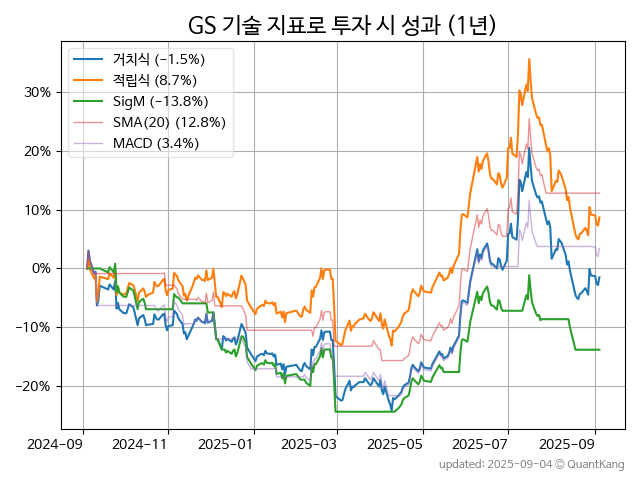 GS 기술 지표로 투자 시 성과 (1년)
거치식 (−1.5%)
적립식 (8.7%)
SigM (−13.8%)
SMA(20) (12.8%)
MACD (3.4%)
30%
20%
10%
0%
−10%
−20%
2024-09 2024-11 2025-01 2025-03 2025-05 2025-07 2025-09
updated: 2025-09-04 © QuantKang